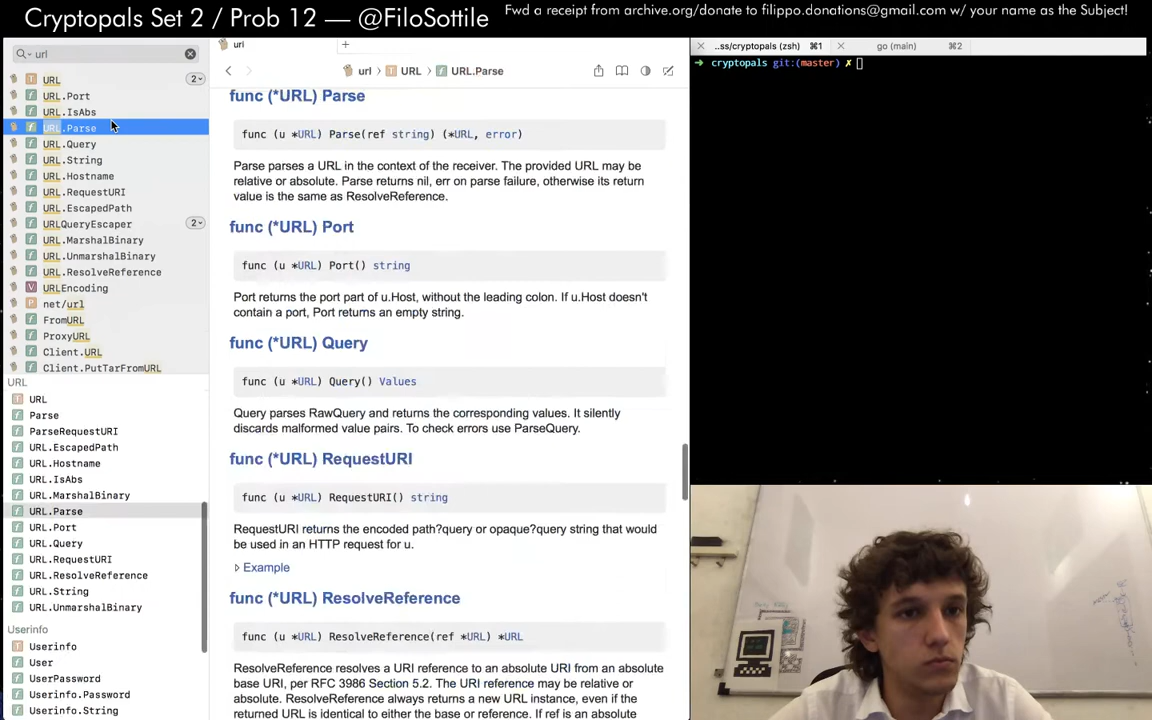 Cryptopals Set 2 / Prob 12 — @FiloSottile
Fwd a receipt from archive.org/donate to filippo.donations@gmail.com w/ your name as the Subject!
url
URL
2
URL.Port
URL.IsAbs
URL.Parse
URL.Query
URL.String
URL.Hostname
URL.RequestURI
URL.EscapedPath
URLQueryEscaper
2
URL.MarshalBinary
URL.UnmarshalBinary
URL.ResolveReference
URLEncoding
net/url
FromURL
ProxyURL
Client.URL
Client.PutTarFromURL
URL
URL
Parse
ParseRequestURI
URL.EscapedPath
URL.Hostname
URL.IsAbs
URL.MarshalBinary
URL.Parse
URL.Port
URL.Query
URL.RequestURI
URL.ResolveReference
URL.String
URL.UnmarshalBinary
Userinfo
Userinfo
User
UserPassword
Userinfo.Password
Userinfo.String
url
url › URL › URL.Parse
func (*URL) Parse
func (u *URL) Parse(ref string) (*URL, error)
Parse parses a URL in the context of the receiver. The provided URL may be
relative or absolute. Parse returns nil, err on parse failure, otherwise its return
value is the same as ResolveReference.
func (*URL) Port
func (u *URL) Port() string
Port returns the port part of u.Host, without the leading colon. If u.Host doesn't
contain a port, Port returns an empty string.
func (*URL) Query
func (u *URL) Query() Values
Query parses RawQuery and returns the corresponding values. It silently
discards malformed value pairs. To check errors use ParseQuery.
func (*URL) RequestURI
func (u *URL) RequestURI() string
RequestURI returns the encoded path?query or opaque?query string that would
be used in an HTTP request for u.
Example
func (*URL) ResolveReference
func (u *URL) ResolveReference(ref *URL) *URL
ResolveReference resolves a URI reference to an absolute URI from an absolute
base URI, per RFC 3986 Section 5.2. The URI reference may be relative or
absolute. ResolveReference always returns a new URL instance, even if the
returned URL is identical to either the base or reference. If ref is an absolute
..ss/cryptopals (zsh) ⌘1
go (main) ⌘2
➜ cryptopals git:(master) ✗